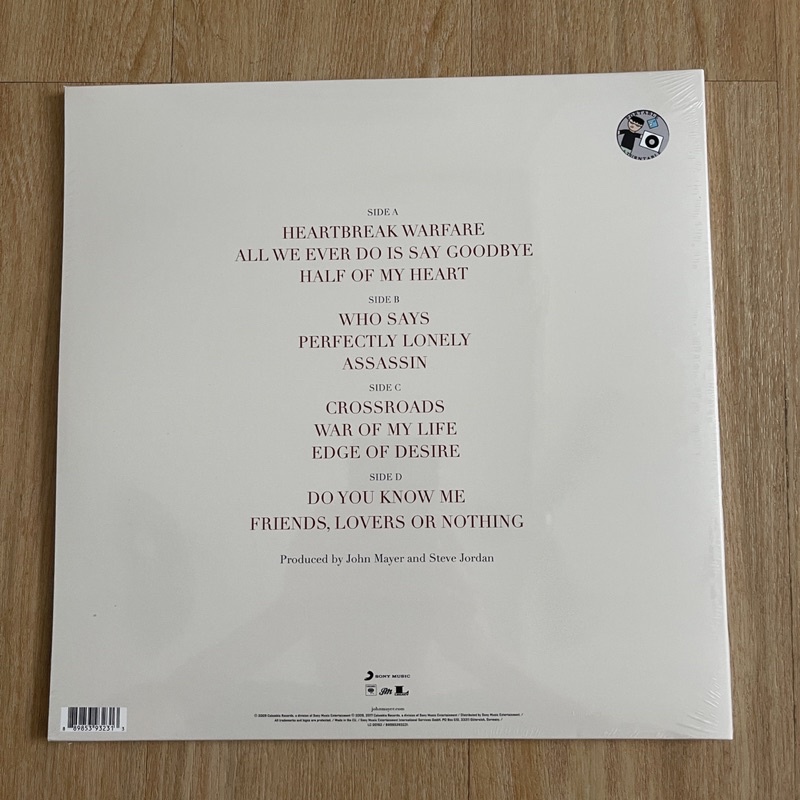 SIDE A
HEARTBREAK WARFARE
ALL WE EVER DO IS SAY GOODBYE
HALF OF MY HEART
SIDE B
WHO SAYS
PERFECTLY LONELY
ASSASSIN
SIDE C
CROSSROADS
WAR OF MY LIFE
EDGE OF DESIRE
SIDE D
DO YOU KNOW ME
FRIENDS, LOVERS OR NOTHING
Produced by John Mayer and Steve Jordan
SONY MUSIC
johnmayer.com